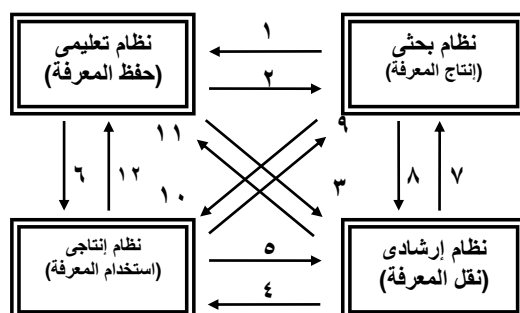 نظام بحثى
(إنتاج المعرفة)
نظام تعليمى
(حفظ المعرفة)
١
٢
٩
١١
٣
٨
٧
٦
١٢
١٠
نظام إرشادى
(نقل المعرفة)
نظام إنتاجى
(استخدام المعرفة)
٥
٤